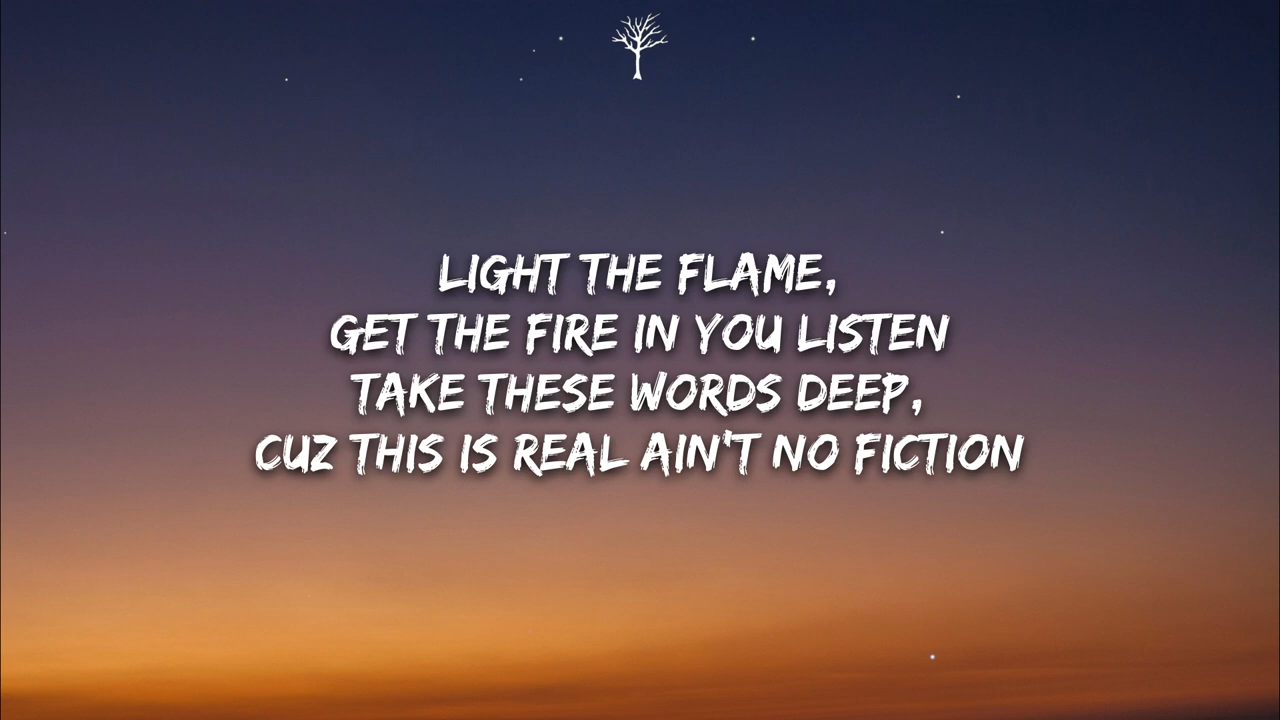 LIGHT THE FLAME,
GET THE FIRE IN YOU LISTEN
TAKE THESE WORDS DEEP,
CUZ THIS IS REAL AIN'T NO FICTION